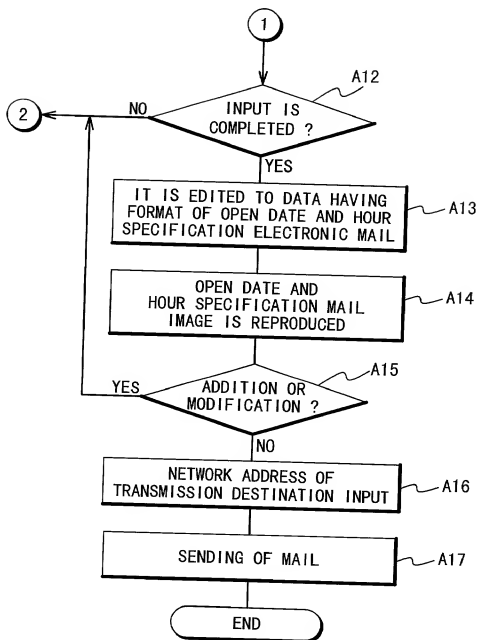 1
A12
2
NO
INPUT IS
COMPLETED ?
YES
IT IS EDITED TO DATA HAVING
FORMAT OF OPEN DATE AND HOUR
SPECIFICATION ELECTRONIC MAIL
A13
OPEN DATE AND
HOUR SPECIFICATION MAIL
IMAGE IS REPRODUCED
A14
A15
YES
ADDITION OR
MODIFICATION ?
NO
NETWORK ADDRESS OF
TRANSMISSION DESTINATION INPUT
A16
SENDING OF MAIL
A17
END